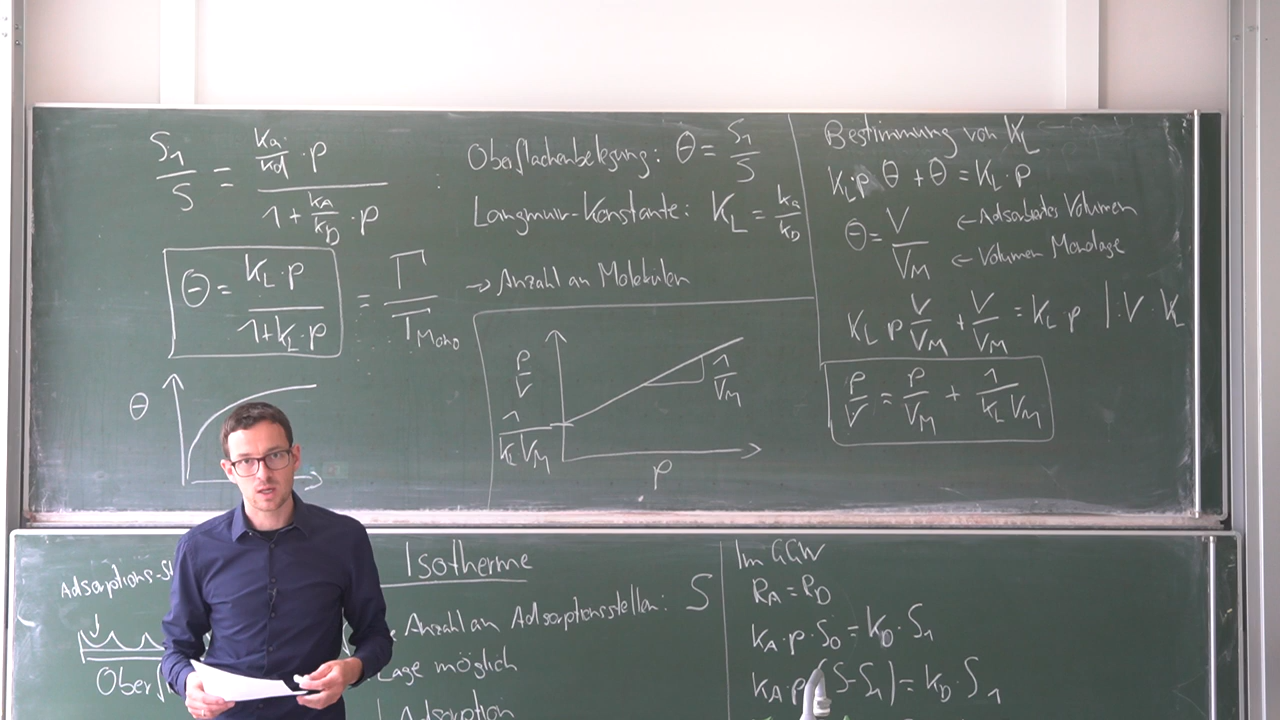 S₁/S = (Ka/Kd · p)/(1 + KA/KD · p)
Θ = (KL · p)/(1 + KL · p) = Γ/ΓMono
→ Anzahl an Molekülen
Θ
Oberflächenbelegung: Θ = S₁/S
Langmuir-Konstante: KL = ka/kD
p/V
1/(KL VM)
1/VM
p
Bestimmung von KL
KL · p Θ + Θ = KL · p
Θ = V/VM
← Adsorbiertes Volumen
← Volumen Monolage
KL p V/VM + V/VM = KL · p | · V · KL
p/V = p/VM + 1/(KL VM)
Adsorptions-
Oberf
Isotherme
Anzahl an Adsorptionsstellen: S
Lage möglich
Adsorption
Im GGW
RA = RD
KA · p · S₀ = KD · S₁
KA p (S - S₁) = KD · S₁